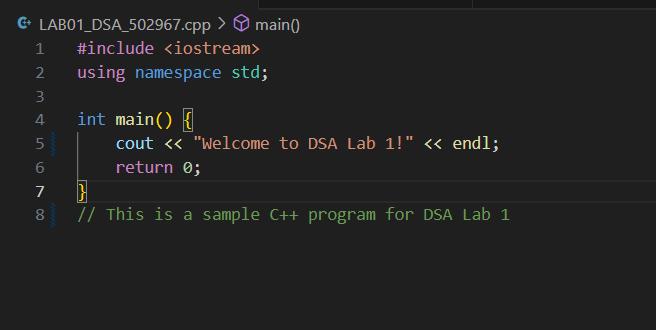 LAB01_DSA_502967.cpp > main()
1 #include <iostream>
2 using namespace std;
3
4 int main() {
5     cout << "Welcome to DSA Lab 1!" << endl;
6     return 0;
7 }
8 // This is a sample C++ program for DSA Lab 1